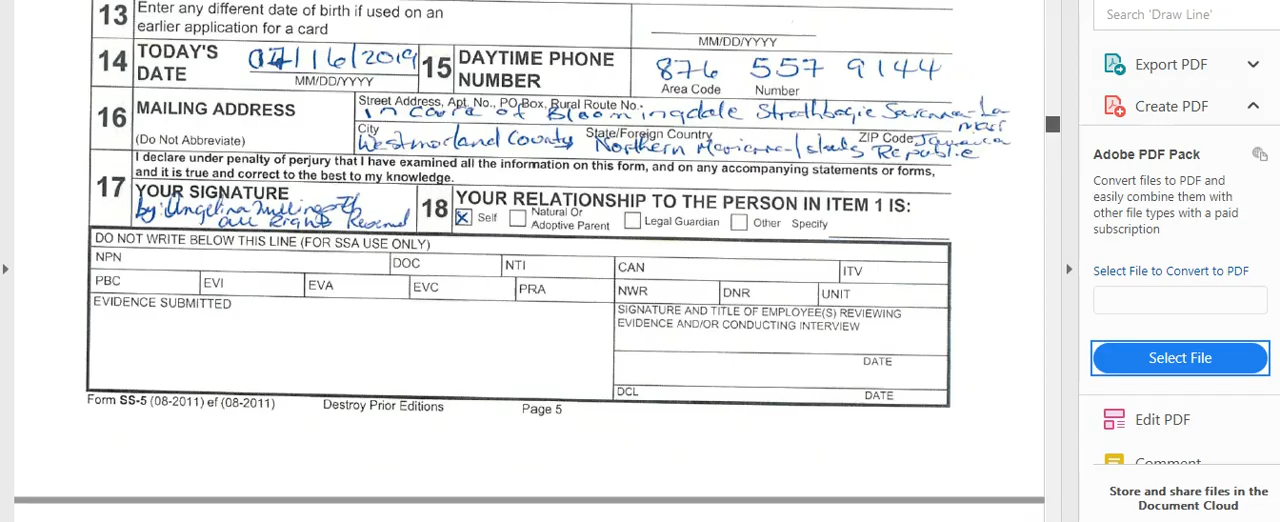 13 Enter any different date of birth if used on an
earlier application for a card
MM/DD/YYYY
14 TODAY'S DATE 07/16/2019
MM/DD/YYYY
15 DAYTIME PHONE NUMBER 876 557 9144
Area Code Number
16 MAILING ADDRESS
(Do Not Abbreviate)
Street Address, Apt. No., PO Box, Rural Route No.
in care of Bloomingdale Strathbogie Savanna-La
Mar
City State/Foreign Country ZIP Code
Westmorland County Northern Jamaica
Republic
I declare under penalty of perjury that I have examined all the information on this form, and on any accompanying statements or forms,
and it is true and correct to the best to my knowledge.
17 YOUR SIGNATURE
by: Angelina
all Rights
18 YOUR RELATIONSHIP TO THE PERSON IN ITEM 1 IS:
Self Natural Or Adoptive Parent Legal Guardian Other Specify
DO NOT WRITE BELOW THIS LINE (FOR SSA USE ONLY)
NPN DOC NTI CAN ITV
PBC EVI EVA EVC PRA NWR DNR UNIT
EVIDENCE SUBMITTED
SIGNATURE AND TITLE OF EMPLOYEE(S) REVIEWING
EVIDENCE AND/OR CONDUCTING INTERVIEW
DATE
DCL DATE
Form SS-5 (08-2011) ef (08-2011) Destroy Prior Editions Page 5
Search 'Draw Line'
Export PDF
Create PDF
Adobe PDF Pack
Convert files to PDF and
easily combine them with
other file types with a paid
subscription
Select File to Convert to PDF
Select File
Edit PDF
Comment
Store and share files in the
Document Cloud